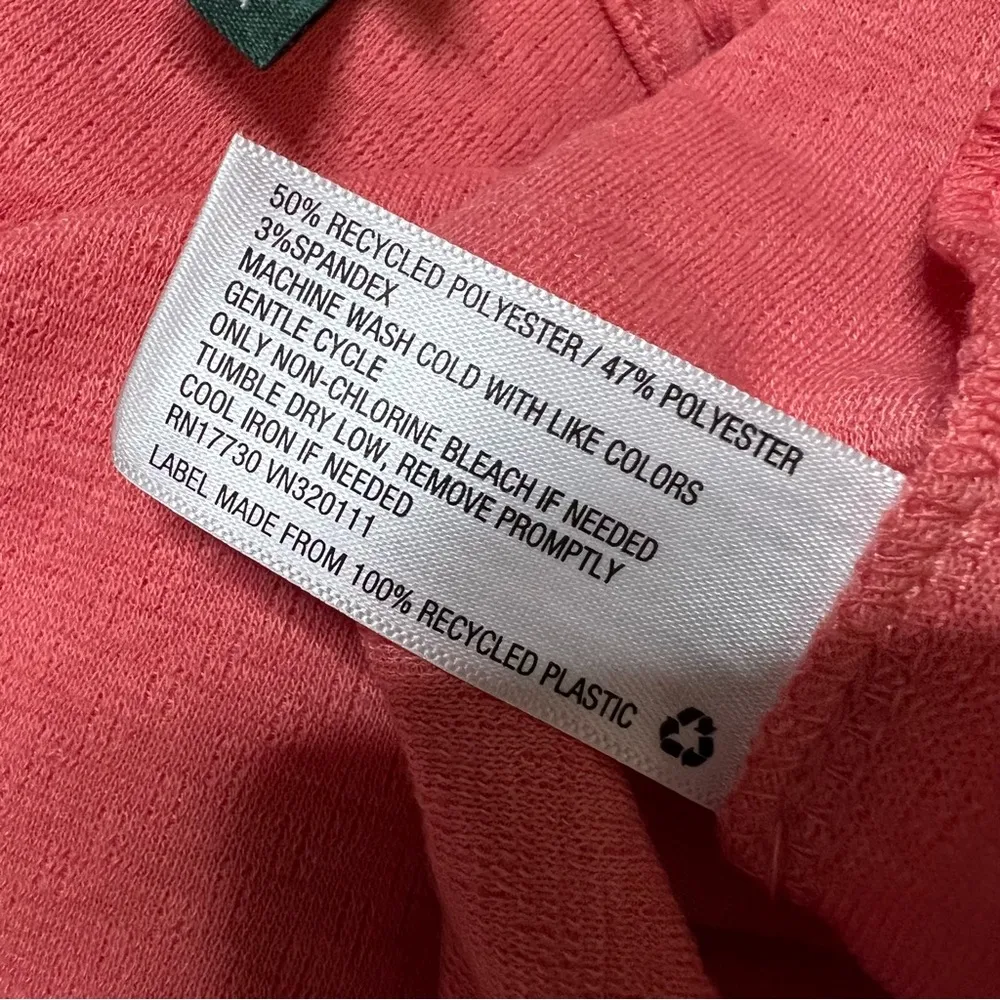 50% RECYCLED POLYESTER / 47% POLYESTER
3%SPANDEX
MACHINE WASH COLD WITH LIKE COLORS
GENTLE CYCLE
ONLY NON-CHLORINE BLEACH IF NEEDED
TUMBLE DRY LOW, REMOVE PROMPTLY
COOL IRON IF NEEDED
RN17730 VN320111
LABEL MADE FROM 100% RECYCLED PLASTIC